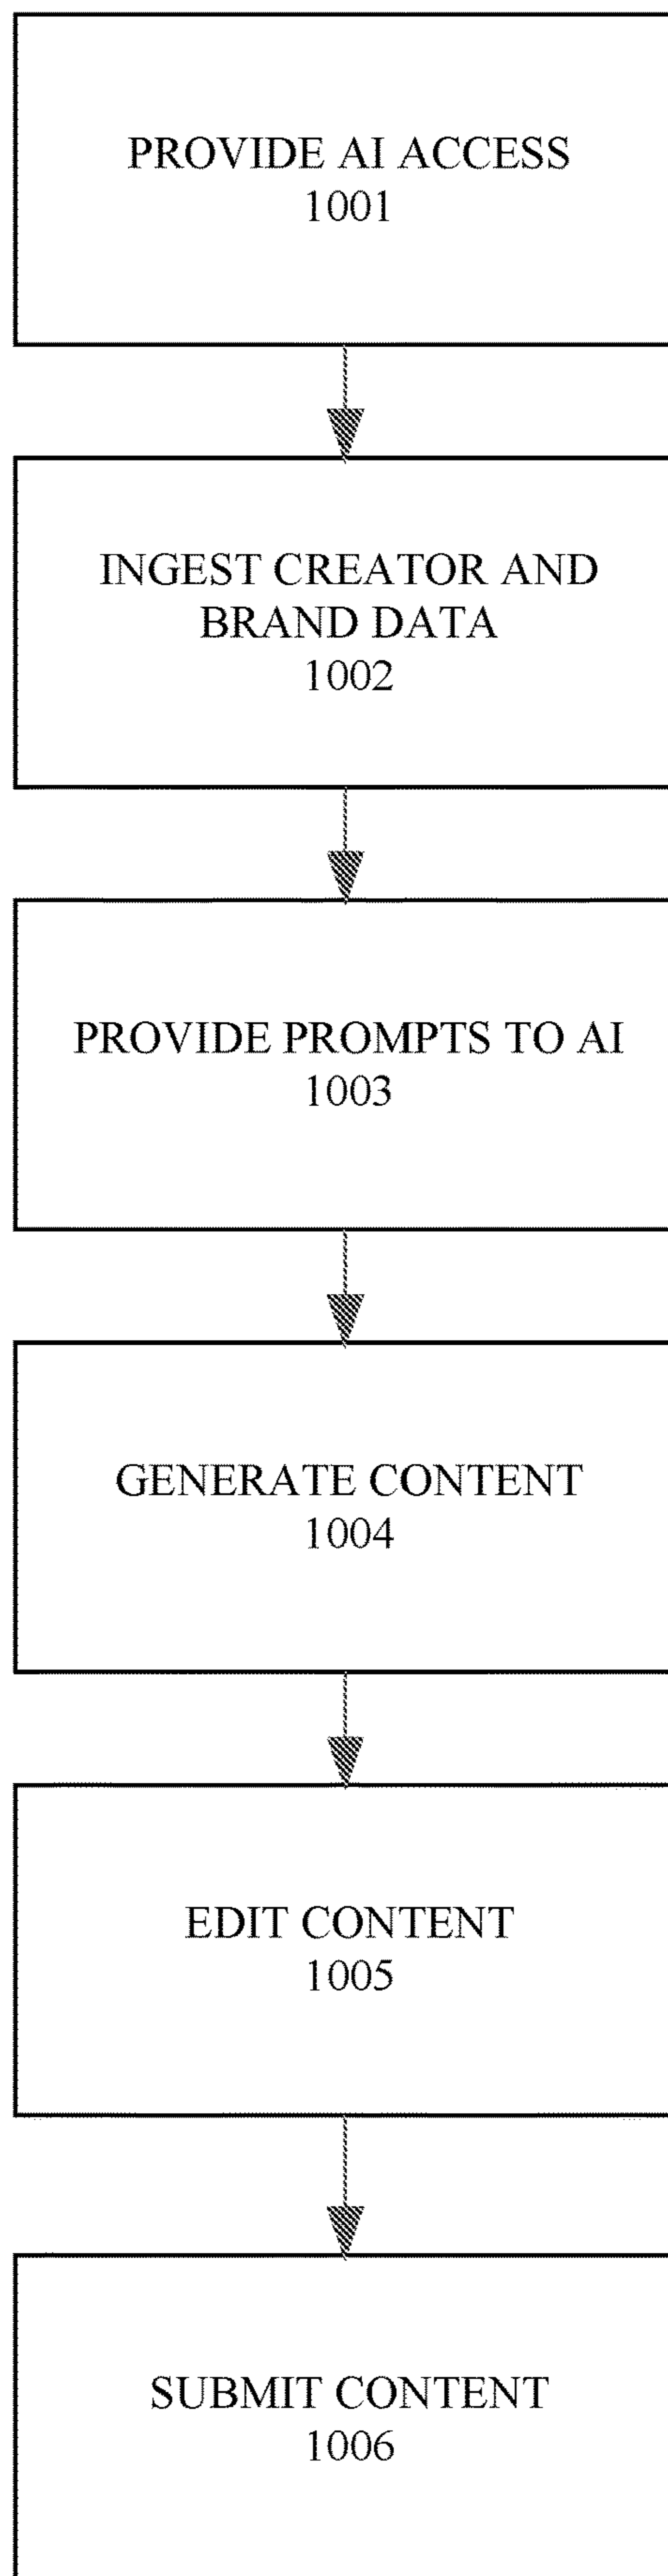 PROVIDE AI ACCESS
1001
INGEST CREATOR AND
BRAND DATA
1002
PROVIDE PROMPTS TO AI
1003
GENERATE CONTENT
1004
EDIT CONTENT
1005
SUBMIT CONTENT
1006